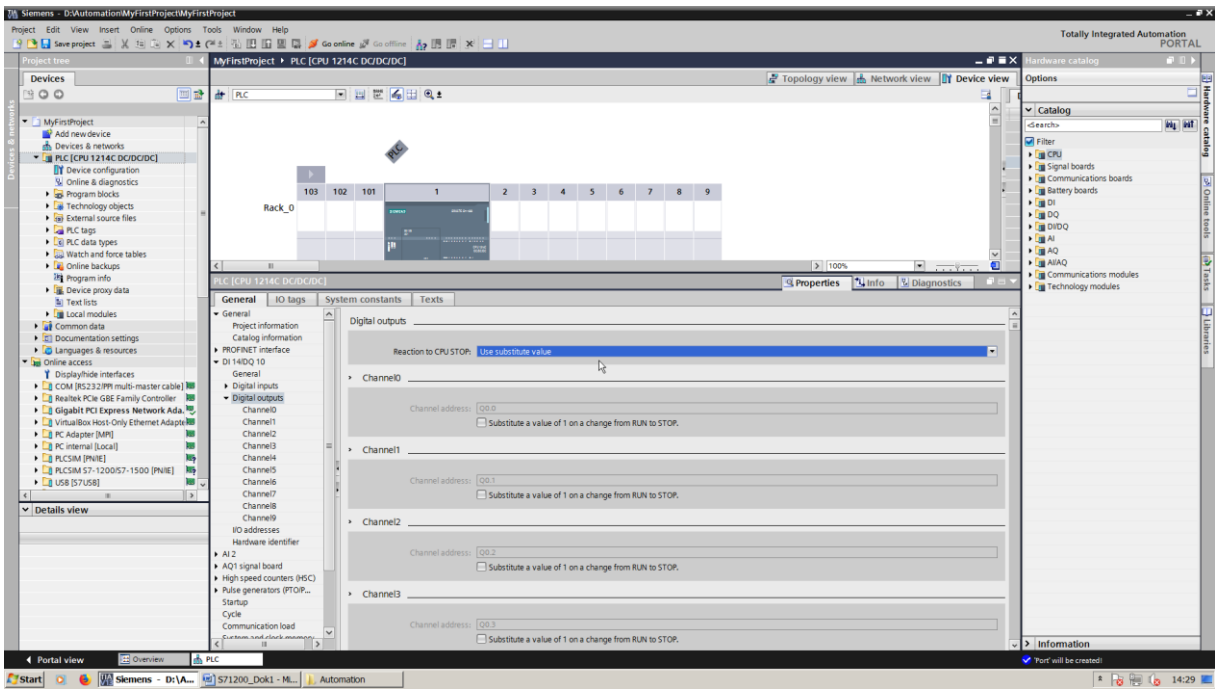 Siemens - D:\Automation\MyFirstProject\MyFirstProject
Project Edit View Insert Online Options Tools Window Help
Save project Go online Go offline
Totally Integrated Automation
PORTAL
Project tree
Devices
MyFirstProject
Add new device
Devices & networks
PLC [CPU 1214C DC/DC/DC]
Device configuration
Online & diagnostics
Program blocks
Technology objects
External source files
PLC tags
PLC data types
Watch and force tables
Online backups
Program info
Device proxy data
Text lists
Local modules
Common data
Documentation settings
Languages & resources
Online access
Display/hide interfaces
COM [RS232/PPI multi-master cable]
Realtek PCIe GBE Family Controller
Gigabit PCI Express Network Ada.
VirtualBox Host-Only Ethernet Adapte
PC Adapter [MPI]
PC internal [Local]
PLCSIM [PN/IE]
PLCSIM S7-1200/S7-1500 [PN/IE]
USB [S7USB]
Details view
Devices & networks
MyFirstProject PLC [CPU 1214C DC/DC/DC]
Topology view Network view Device view
PLC
PLC
103 102 101 1 2 3 4 5 6 7 8 9
Rack_0
SIEMENS
100%
PLC [CPU 1214C DC/DC/DC]
Properties Info Diagnostics
General IO tags System constants Texts
General
Project information
Catalog information
PROFINET interface
DI 14/DQ 10
General
Digital inputs
Digital outputs
Channel0
Channel1
Channel2
Channel3
Channel4
Channel5
Channel6
Channel7
Channel8
Channel9
I/O addresses
Hardware identifier
AI 2
AQ1 signal board
High speed counters (HSC)
Pulse generators (PTO/P...
Startup
Cycle
Communication load
System and clock memory
Digital outputs
Reaction to CPU STOP: Use substitute value
Channel0
Channel address: Q0.0
Substitute a value of 1 on a change from RUN to STOP.
Channel1
Channel address: Q0.1
Substitute a value of 1 on a change from RUN to STOP.
Channel2
Channel address: Q0.2
Substitute a value of 1 on a change from RUN to STOP.
Channel3
Channel address: Q0.3
Substitute a value of 1 on a change from RUN to STOP.
Hardware catalog
Options
Catalog
<Search>
Filter
CPU
Signal boards
Communications boards
Battery boards
DI
DQ
DI/DQ
AI
AQ
AI/AQ
Communications modules
Technology modules
Information
Hardware catalog
Online tools
Tasks
Libraries
Portal view Overview PLC
'Port' will be created!
Start Siemens - D:\A... S71200_Dok1 - Mi... Automation 14:29